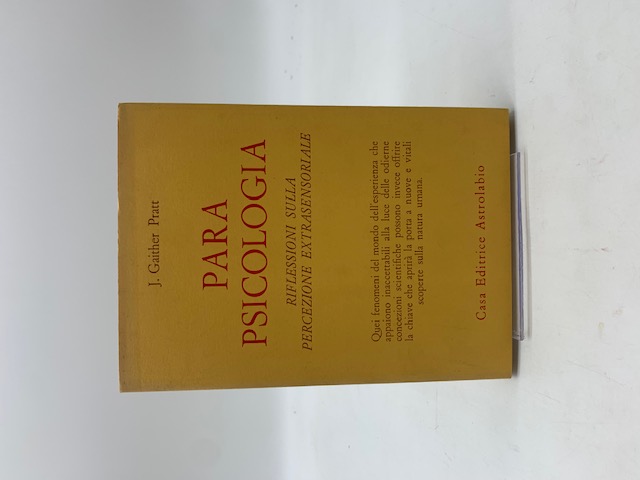 J. Gaither Pratt
PARA
PSICOLOGIA
RIFLESSIONI SULLA
PERCEZIONE EXTRASENSORIALE
Quei fenomeni del mondo dell'esperienza che
appaiono inaccettabili alla luce delle odierne
concezioni scientifiche possono invece offrire
la chiave che aprirà la porta a nuove e vitali
scoperte sulla natura umana.
Casa Editrice Astrolabio